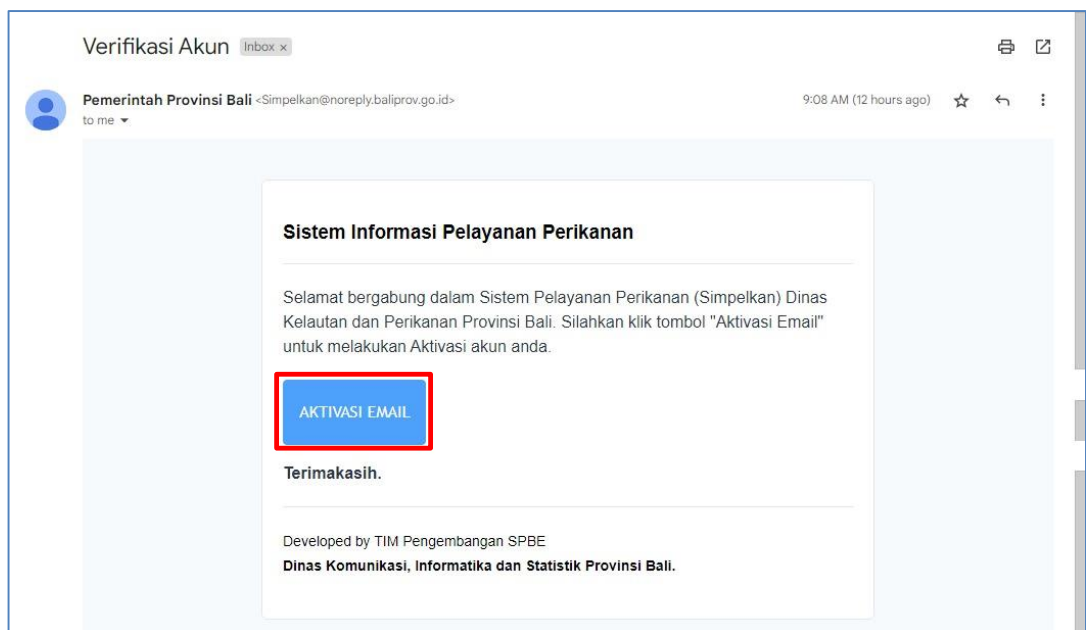 Verifikasi Akun Inbox x
Pemerintah Provinsi Bali <Simpelkan@noreply.baliprov.go.id> 9:08 AM (12 hours ago)
to me
Sistem Informasi Pelayanan Perikanan
Selamat bergabung dalam Sistem Pelayanan Perikanan (Simpelkan) Dinas
Kelautan dan Perikanan Provinsi Bali. Silahkan klik tombol "Aktivasi Email"
untuk melakukan Aktivasi akun anda.
AKTIVASI EMAIL
Terimakasih.
Developed by TIM Pengembangan SPBE
Dinas Komunikasi, Informatika dan Statistik Provinsi Bali.